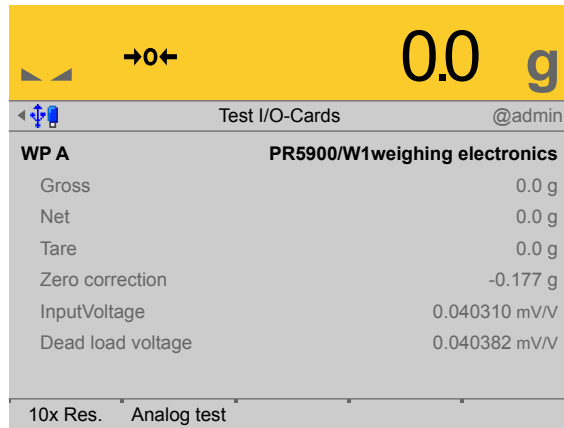 →0← 0.0 g
Test I/O-Cards @admin
WP A PR5900/W1weighing electronics
Gross 0.0 g
Net 0.0 g
Tare 0.0 g
Zero correction -0.177 g
InputVoltage 0.040310 mV/V
Dead load voltage 0.040382 mV/V
10x Res. Analog test